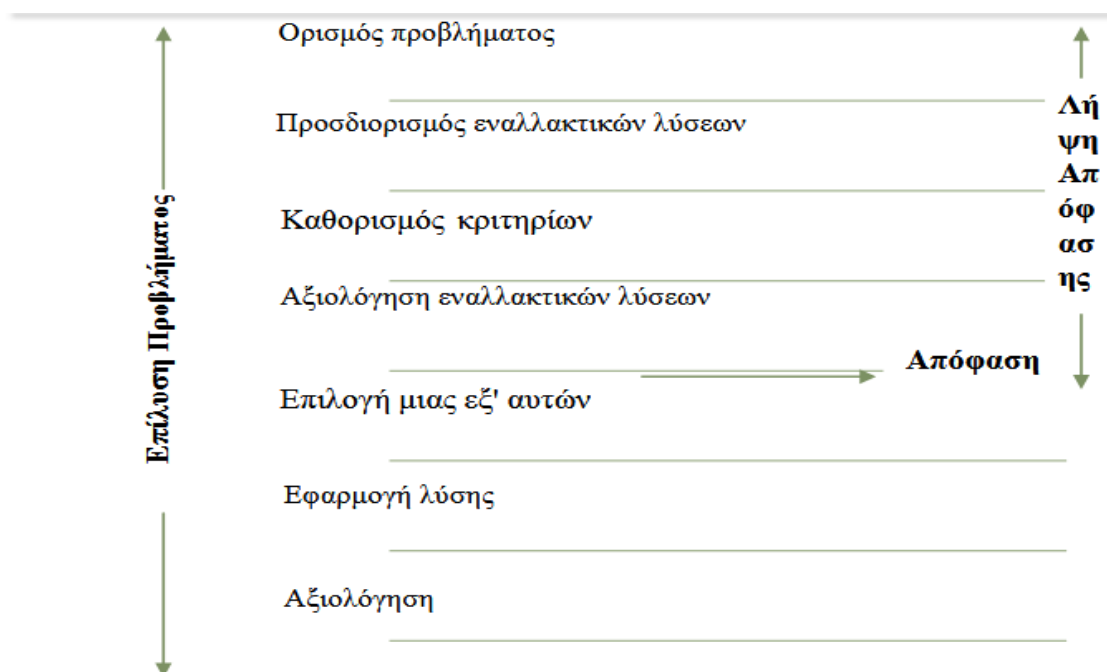 Ορισμός προβλήματος
Προσδιορισμός εναλλακτικών λύσεων
Καθορισμός κριτηρίων
Αξιολόγηση εναλλακτικών λύσεων
Απόφαση
Επιλογή μιας εξ' αυτών
Εφαρμογή λύσης
Αξιολόγηση
Επίλυση Προβλήματος
Λή
ψη
Απ
όφ
ασ
ης